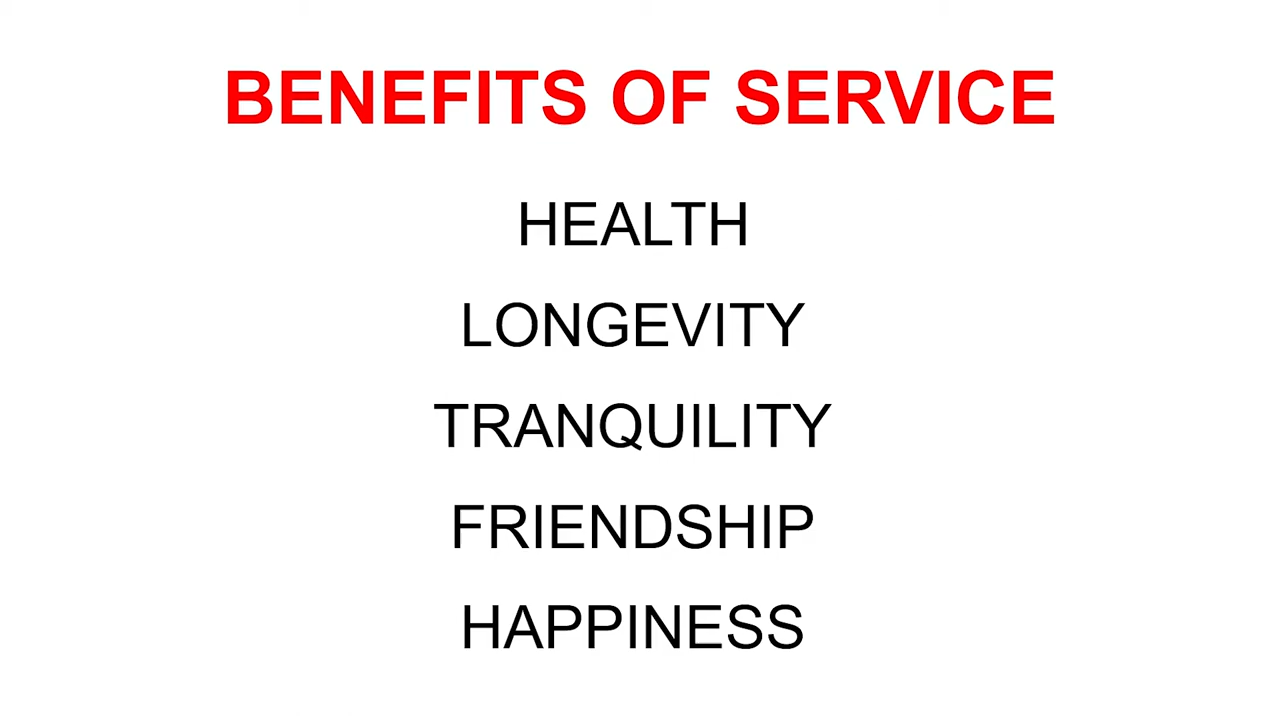 BENEFITS OF SERVICE
HEALTH
LONGEVITY
TRANQUILITY
FRIENDSHIP
HAPPINESS